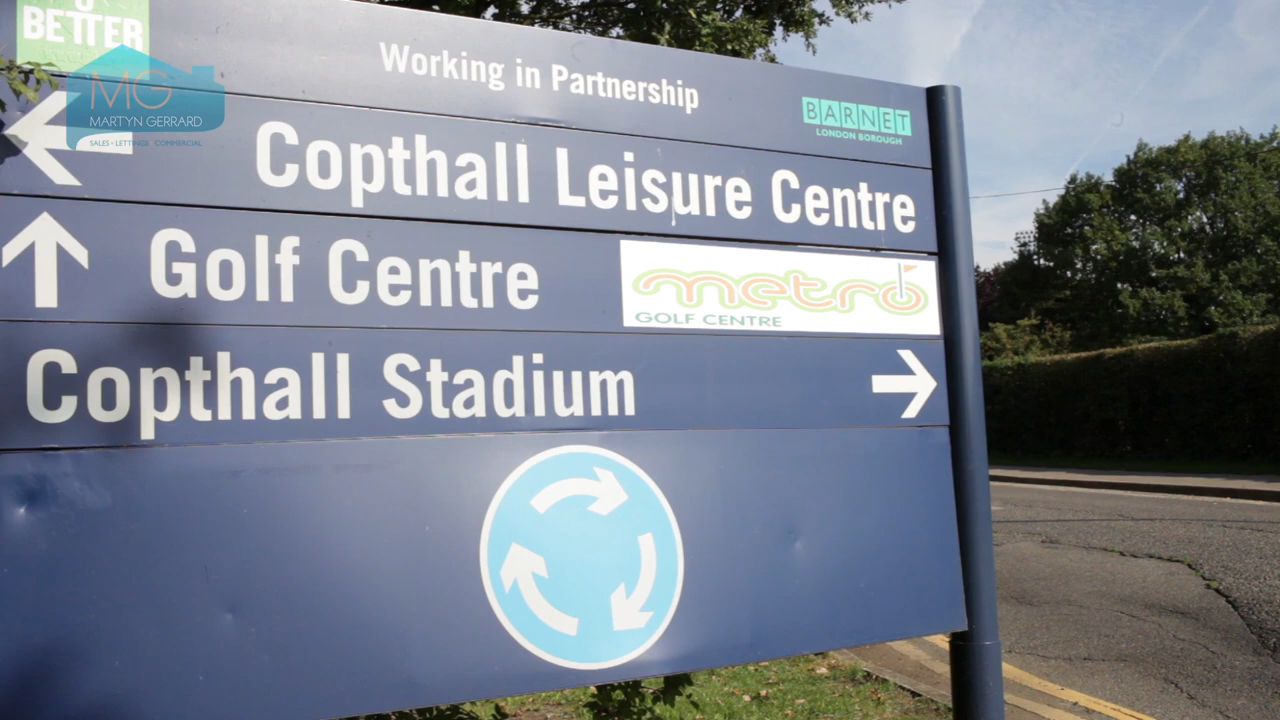 BETTER
MG
MARTYN GERRARD
SALES • LETTINGS • COMMERCIAL
Working in Partnership
BARNET
LONDON BOROUGH
Copthall Leisure Centre
Golf Centre
metro
GOLF CENTRE
Copthall Stadium